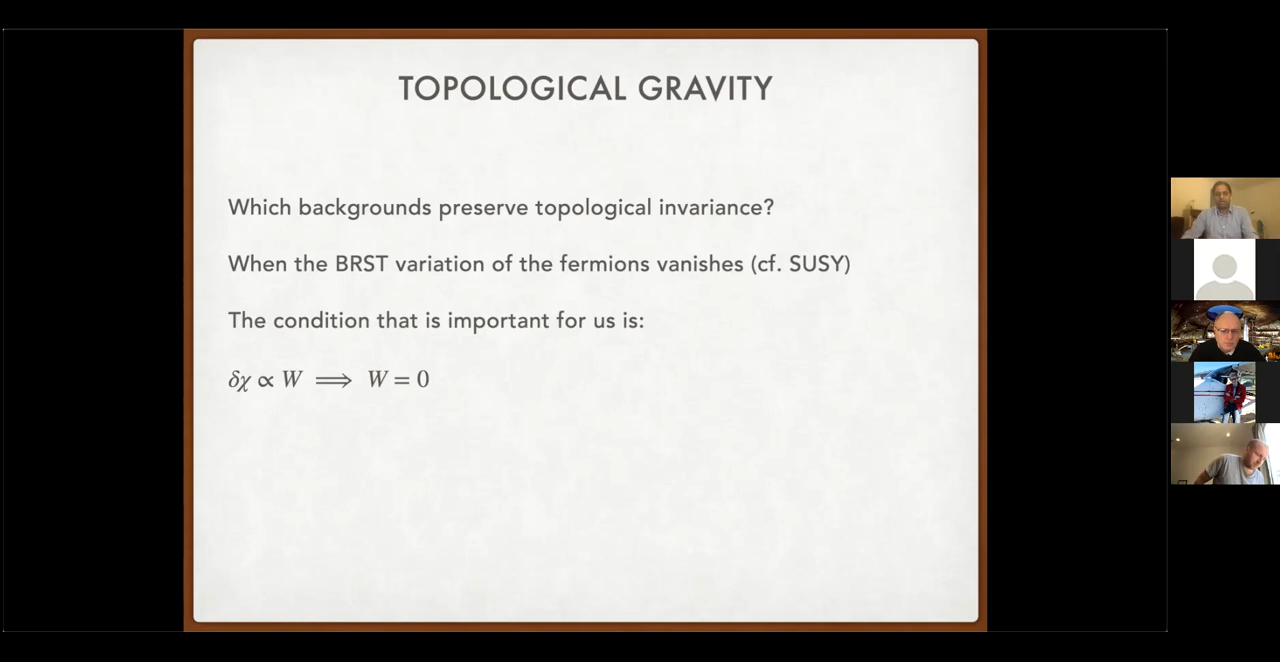 TOPOLOGICAL GRAVITY
Which backgrounds preserve topological invariance?
When the BRST variation of the fermions vanishes (cf. SUSY)
The condition that is important for us is:
δχ ∝ W ⟹ W = 0